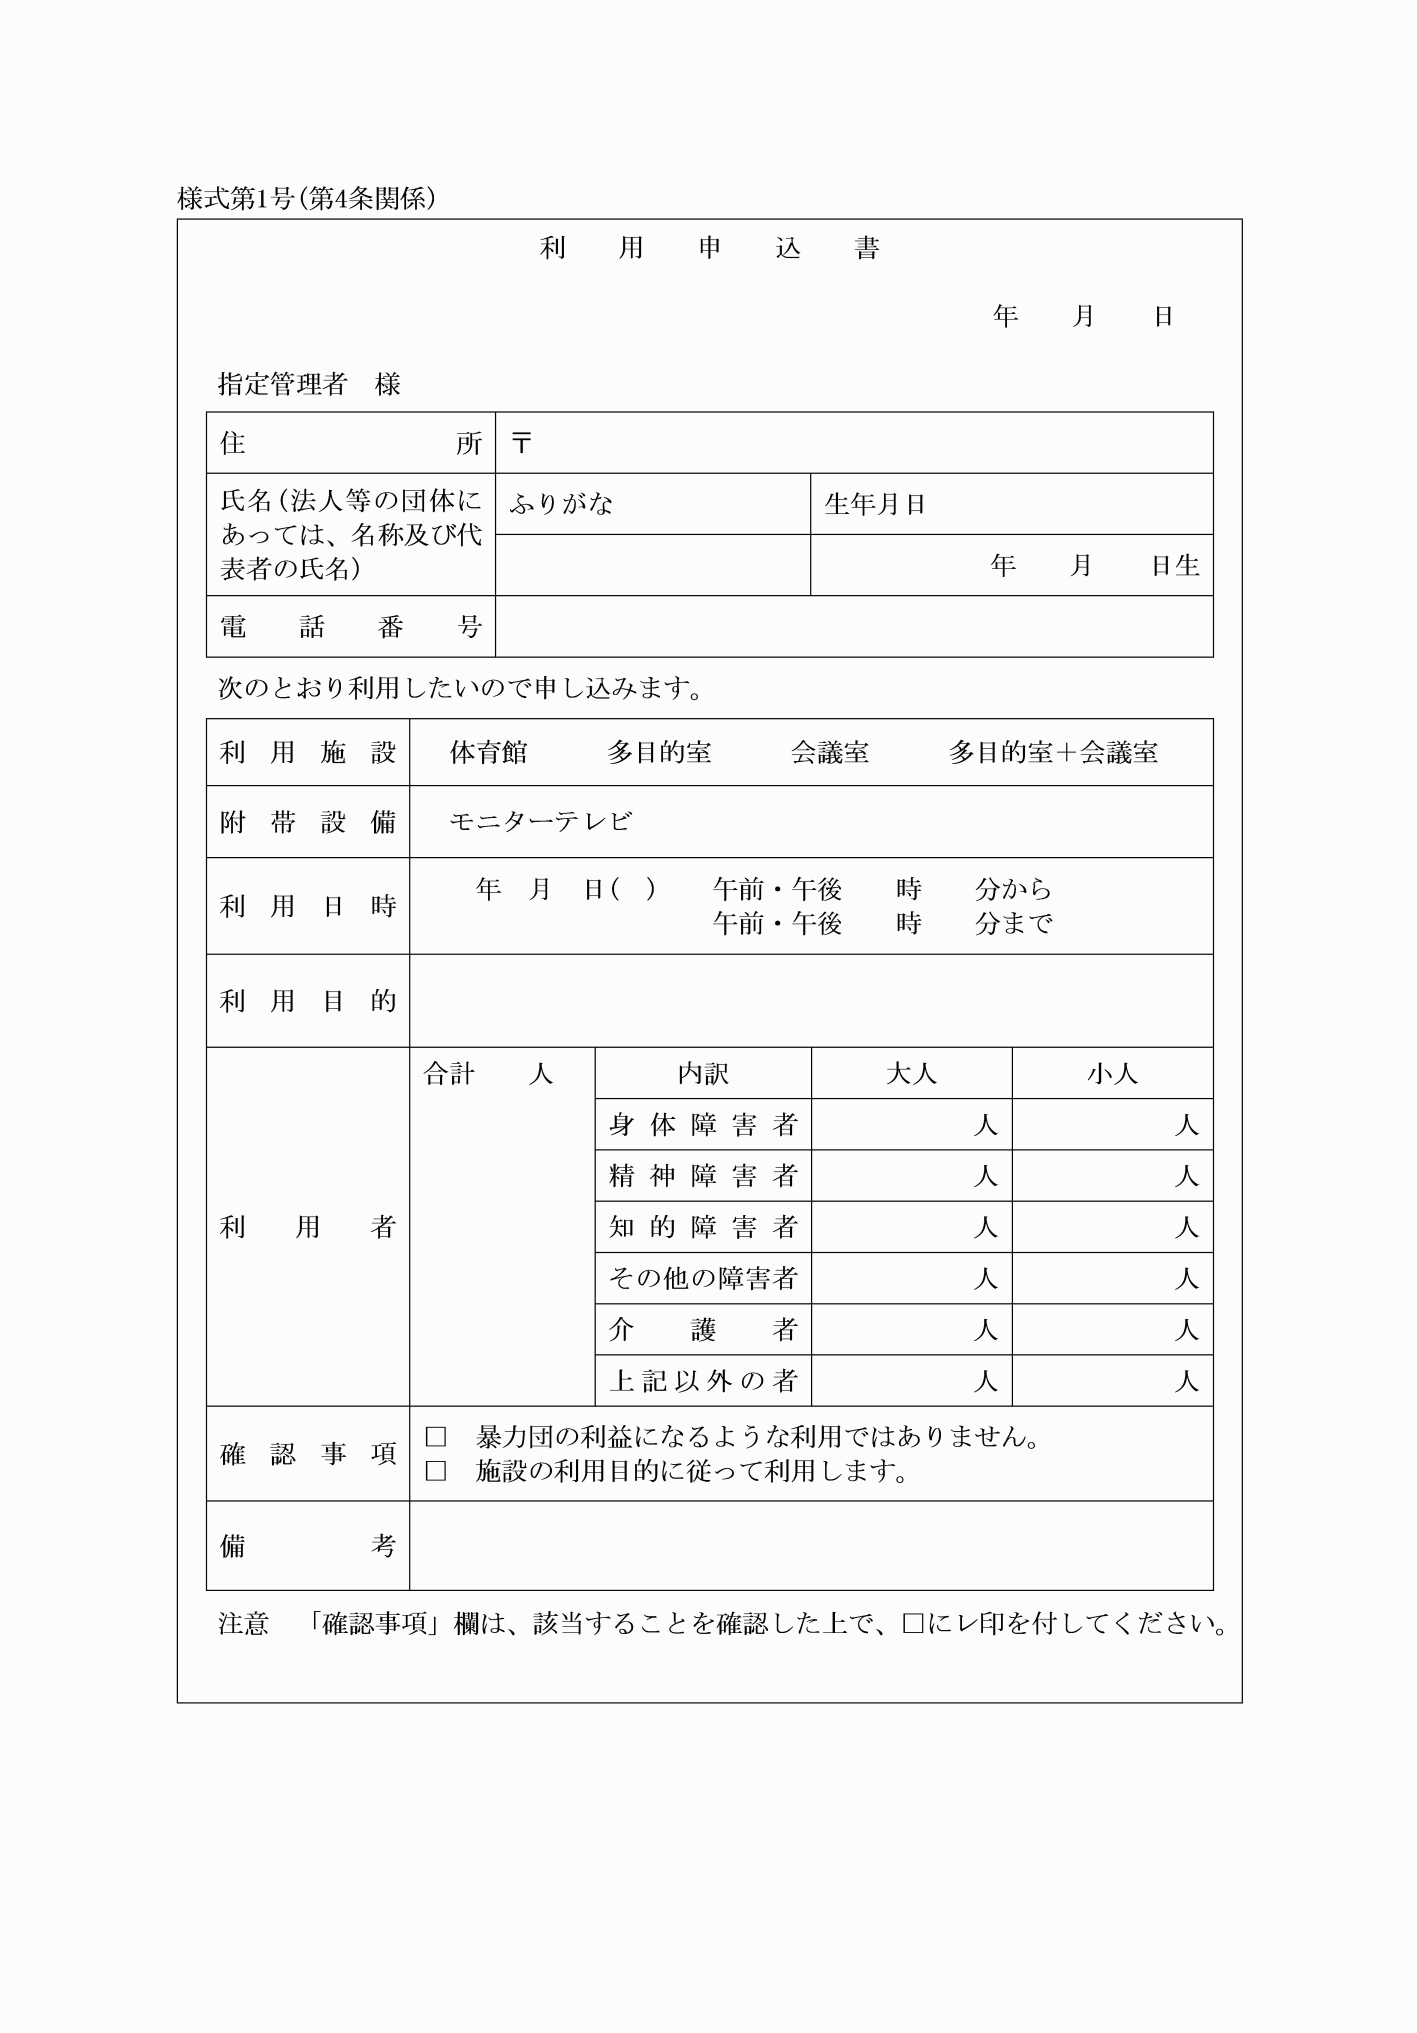 様式第1号(第4条関係)
利　用　申　込　書
年　　月　　日
指定管理者　様
住所　〒
氏名(法人等の団体に
あっては、名称及び代
表者の氏名)
ふりがな　生年月日
年　　月　　日生
電話番号
次のとおり利用したいので申し込みます。
利用施設　体育館　多目的室　会議室　多目的室＋会議室
附帯設備　モニターテレビ
利用日時
年　月　日(　)　午前・午後　時　分から
午前・午後　時　分まで
利用目的
利用者
合計　人　内訳　大人　小人
身体障害者　人　人
精神障害者　人　人
知的障害者　人　人
その他の障害者　人　人
介護者　人　人
上記以外の者　人　人
確認事項
□　暴力団の利益になるような利用ではありません。
□　施設の利用目的に従って利用します。
備考
注意　「確認事項」欄は、該当することを確認した上で、□にレ印を付してください。